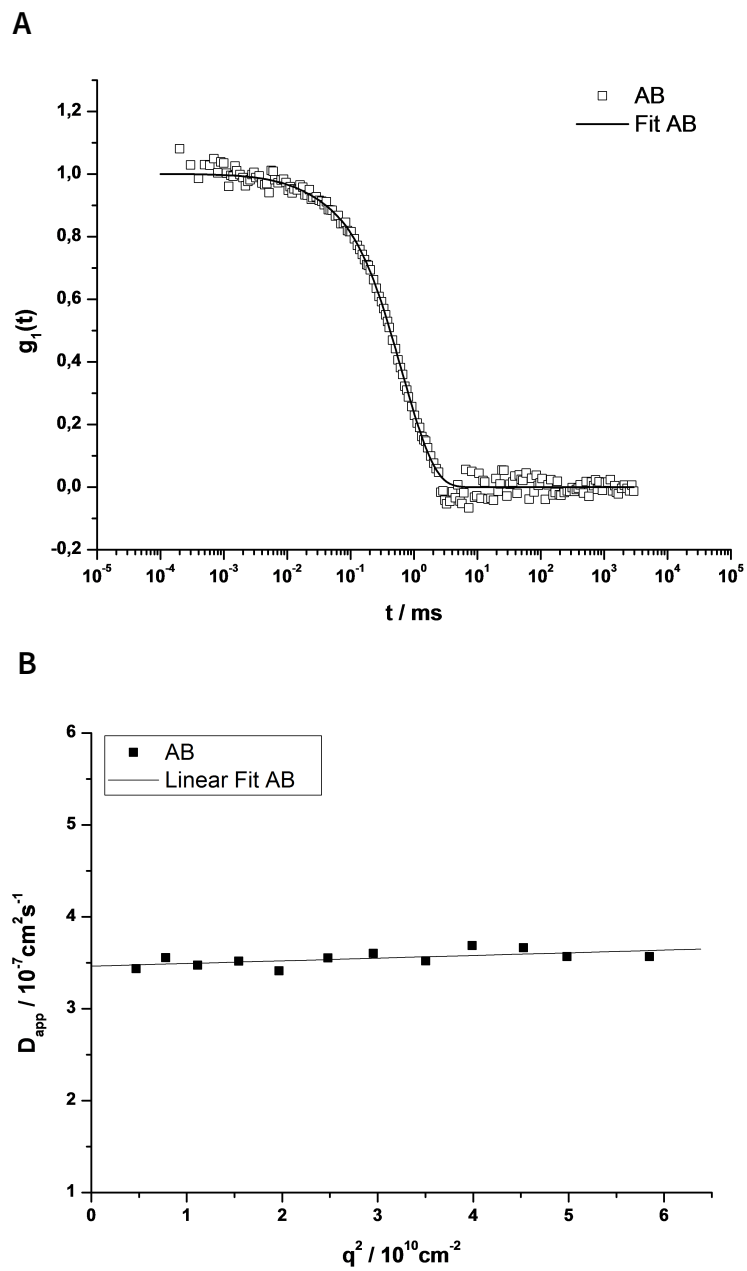 A
AB
Fit AB
1,2
1,0
0,8
0,6
0,4
0,2
0,0
-0,2
g₁(t)
10⁻⁵ 10⁻⁴ 10⁻³ 10⁻² 10⁻¹ 10⁰ 10¹ 10² 10³ 10⁴ 10⁵
t / ms
B
AB
Linear Fit AB
6
5
4
3
2
1
D_app / 10⁻⁷cm²s⁻¹
0 1 2 3 4 5 6
q² / 10¹⁰cm⁻²